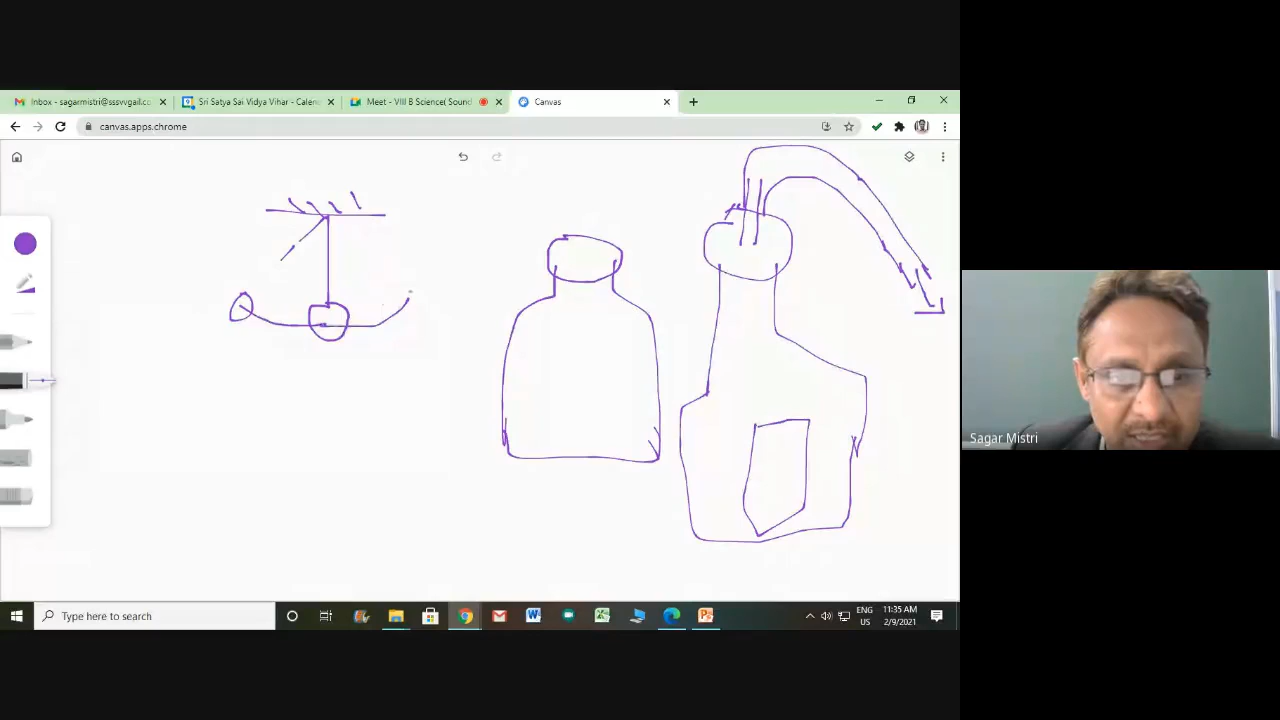 Inbox - sagarmistri@sssvvgail.co
Sri Satya Sai Vidya Vihar - Calen
Meet - VIII B Science( Sound
Canvas
canvas.apps.chrome
Sagar Mistri
Type here to search
ENG
US
11:35 AM
2/9/2021